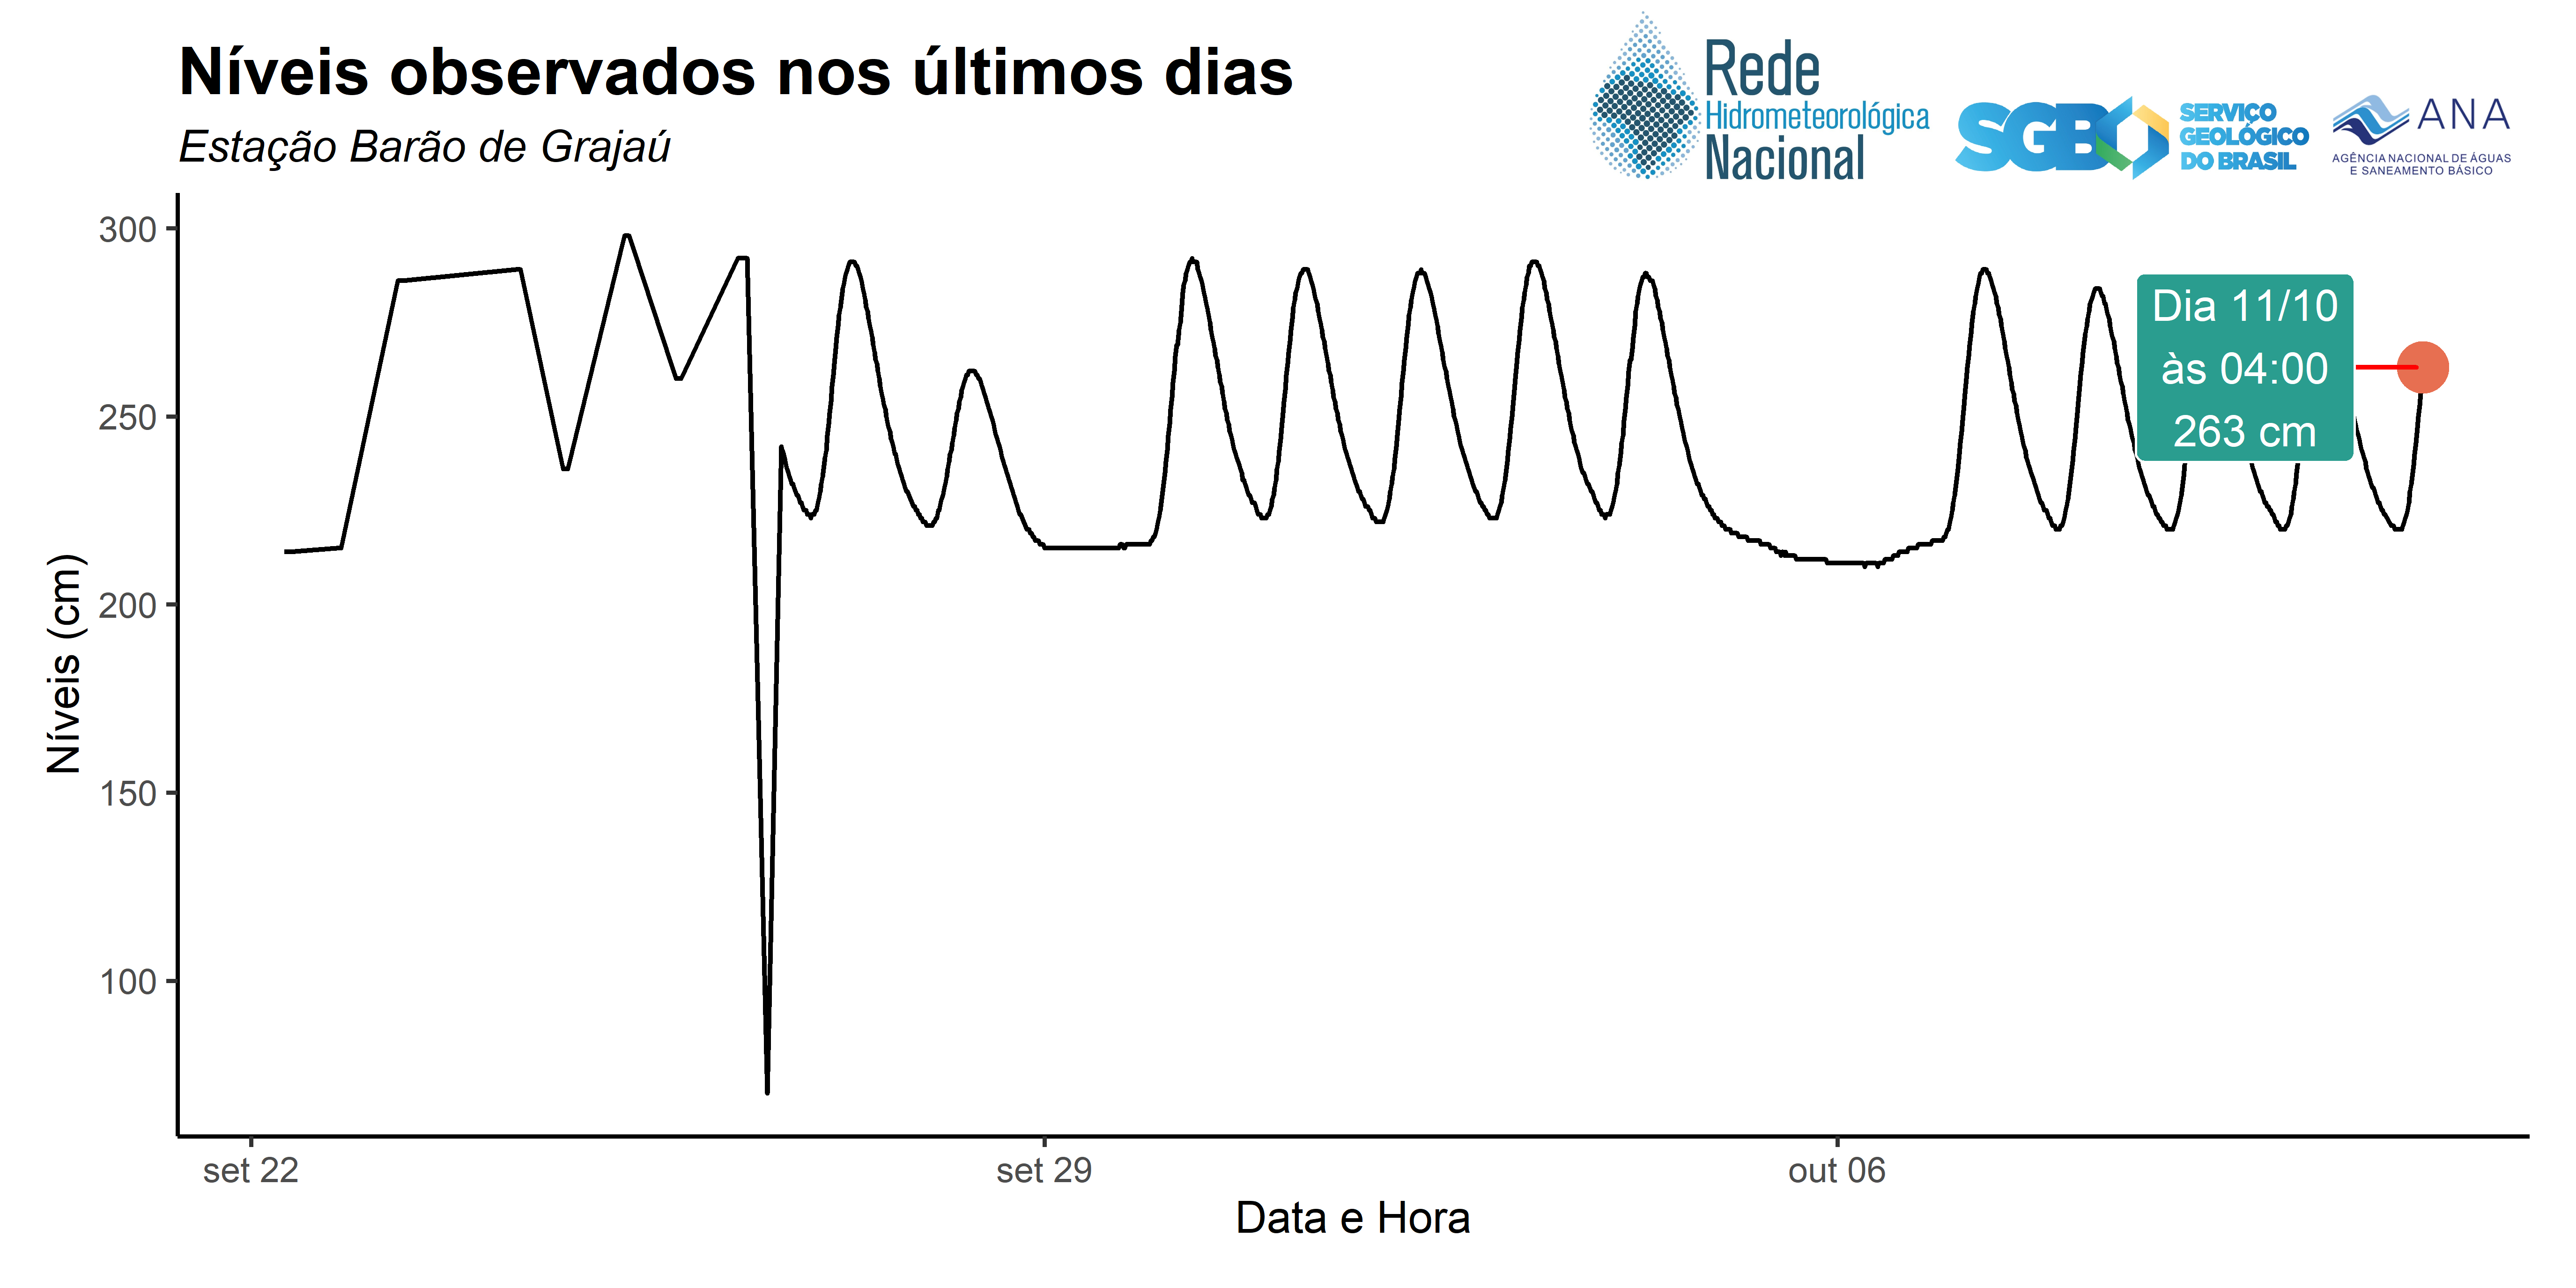 Níveis observados nos últimos dias
Estação Barão de Grajaú
Rede
Hidrometeorológica
Nacional
SGB
SERVIÇO
GEOLÓGICO
DO BRASIL
ANA
AGÊNCIA NACIONAL DE ÁGUAS
E SANEAMENTO BÁSICO
Níveis (cm)
300
250
200
150
100
Dia 11/10
às 04:00
263 cm
set 22
set 29
out 06
Data e Hora